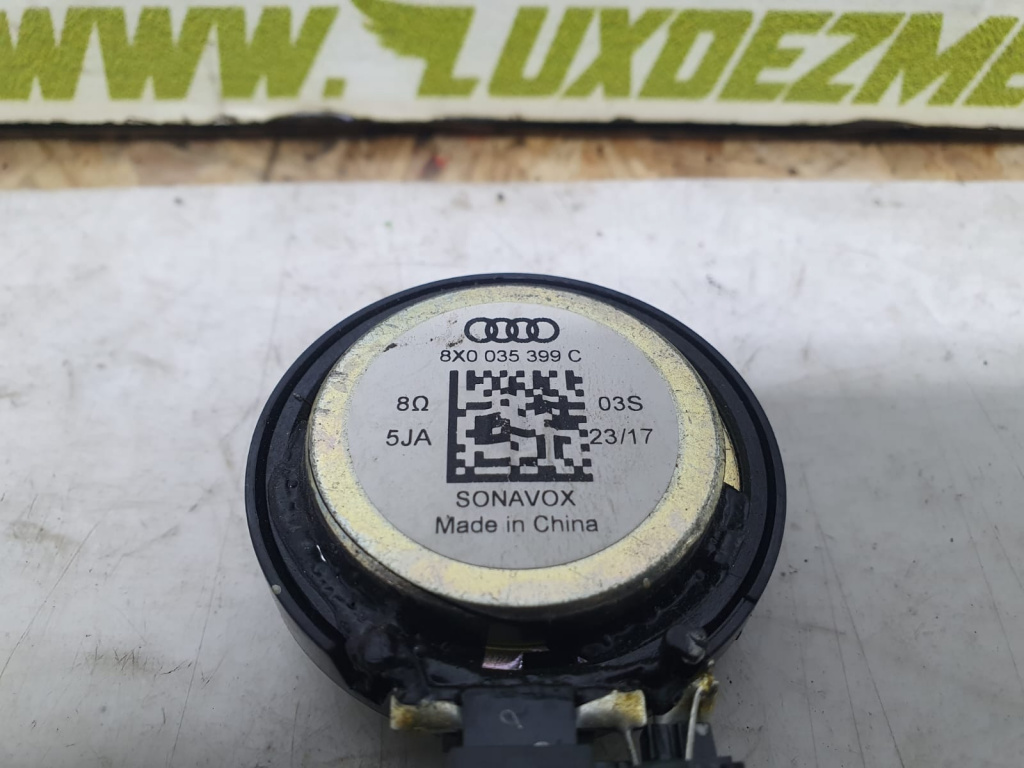 WWW.LUXDEZME
8X0 035 399 C
8Ω 03S
5JA 23/17
SONAVOX
Made in China